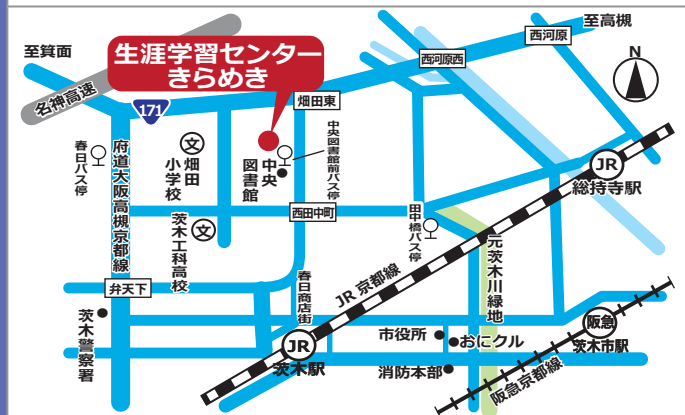 至高槻
西河原
N
至箕面
生涯学習センター
きらめき
西河原西
名神高速
171
畑田東
春日バス停
府道大阪高槻京都線
文
畑田
小学校
中央
図書館
中央図書館前バス停
JR
総持寺駅
西田中町
田中橋バス停
文
茨木工科高校
元茨木川緑地
JR京都線
弁天下
春日商店街
茨木警察署
市役所
おにクル
阪急
茨木市駅
JR
茨木駅
消防本部
阪急京都線